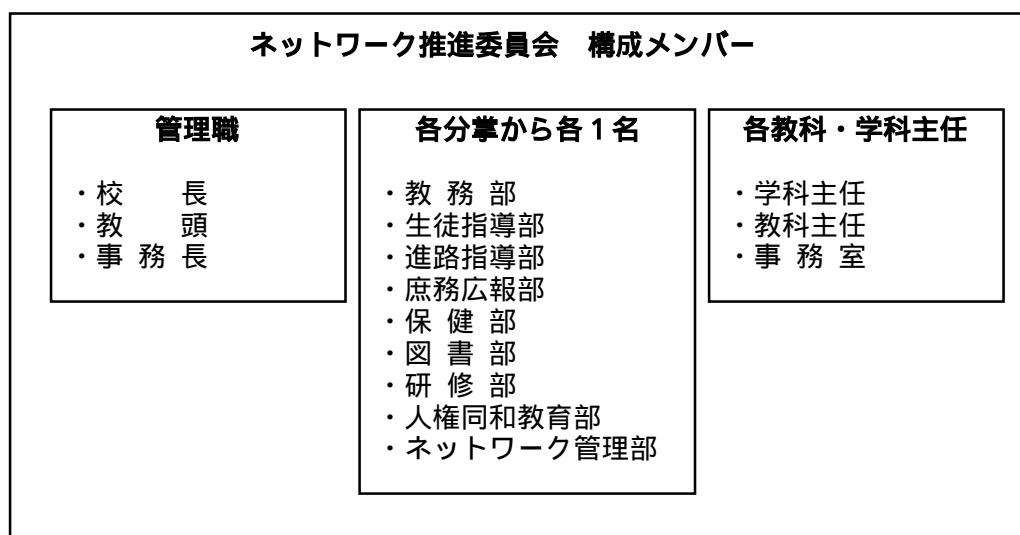 ネットワーク推進委員会　構成メンバー
管理職
・校　　長
・教　　頭
・事 務 長
各分掌から各１名
・教 務 部
・生徒指導部
・進路指導部
・庶務広報部
・保 健 部
・図 書 部
・研 修 部
・人権同和教育部
・ネットワーク管理部
各教科・学科主任
・学科主任
・教科主任
・事 務 室